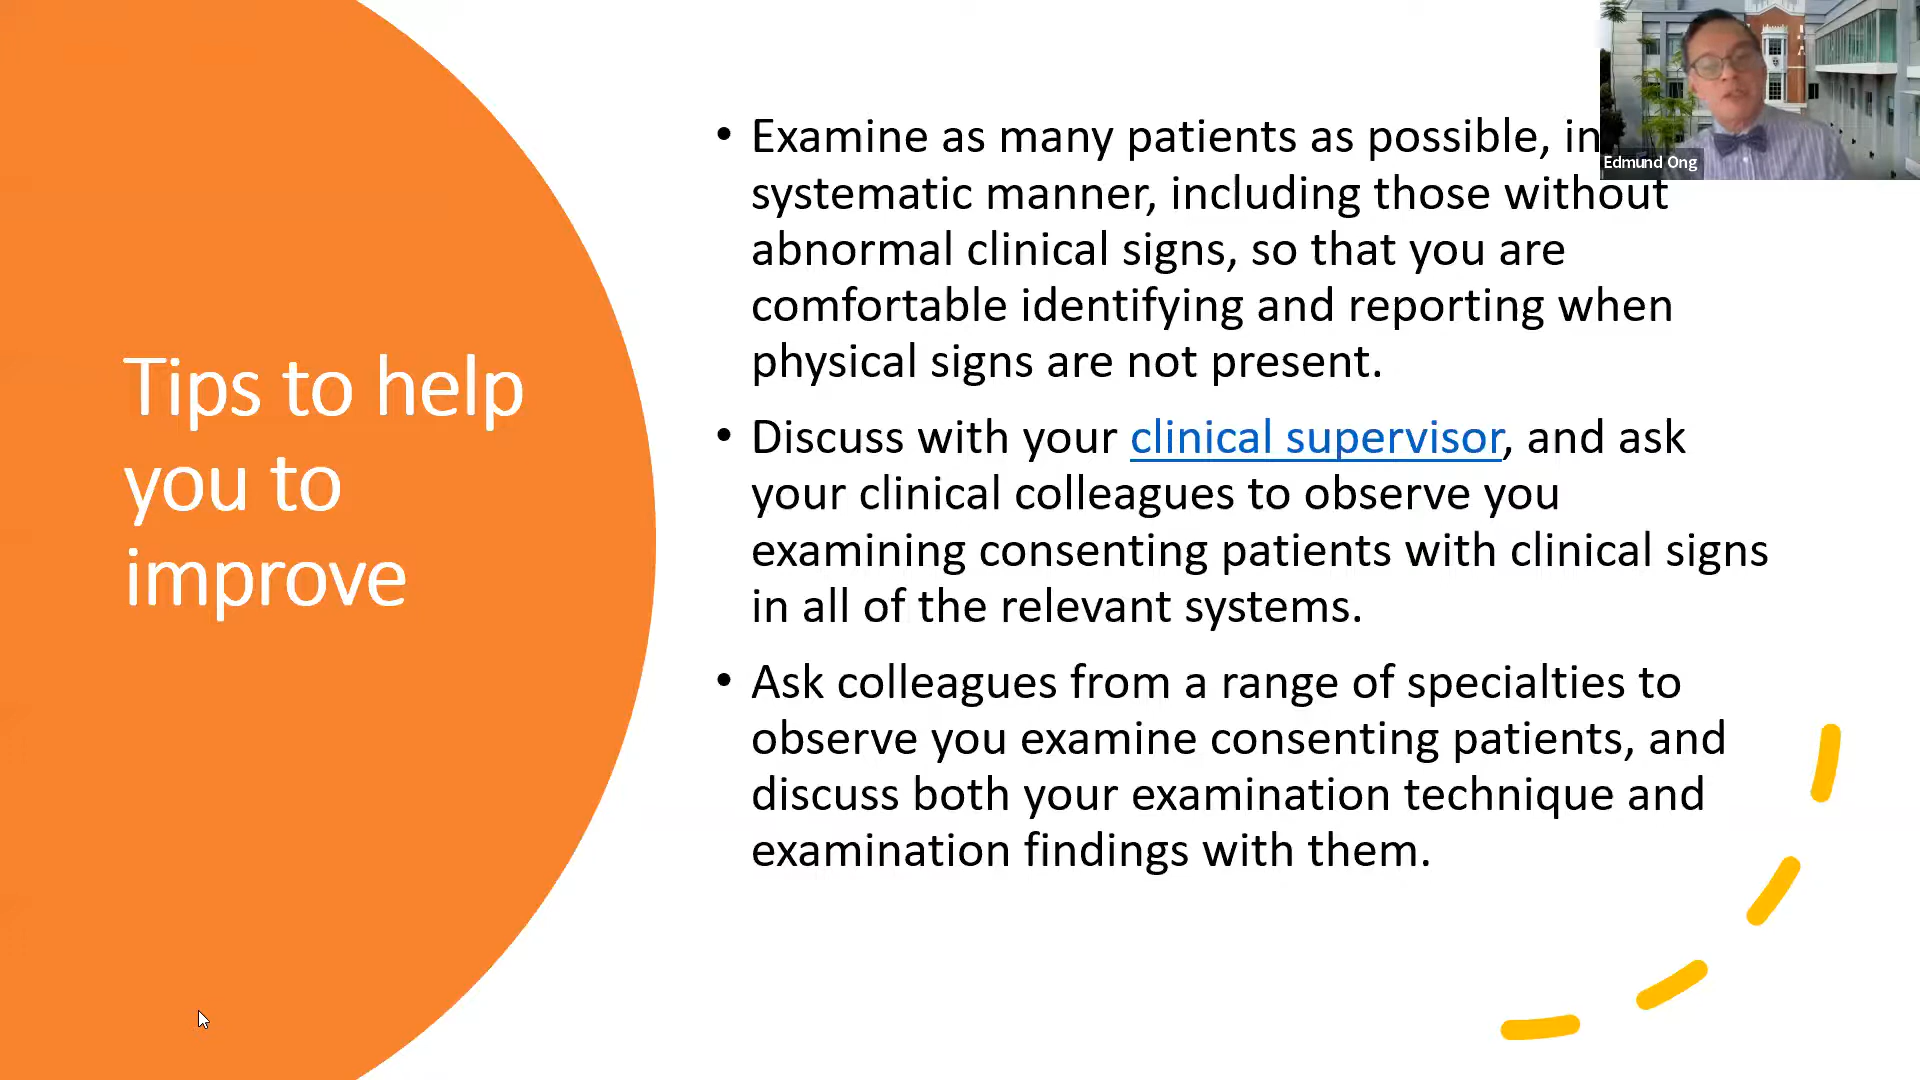 Tips to help
you to
improve
• Examine as many patients as possible, in
systematic manner, including those without
abnormal clinical signs, so that you are
comfortable identifying and reporting when
physical signs are not present.
• Discuss with your clinical supervisor, and ask
your clinical colleagues to observe you
examining consenting patients with clinical signs
in all of the relevant systems.
• Ask colleagues from a range of specialties to
observe you examine consenting patients, and
discuss both your examination technique and
examination findings with them.
Edmund Ong